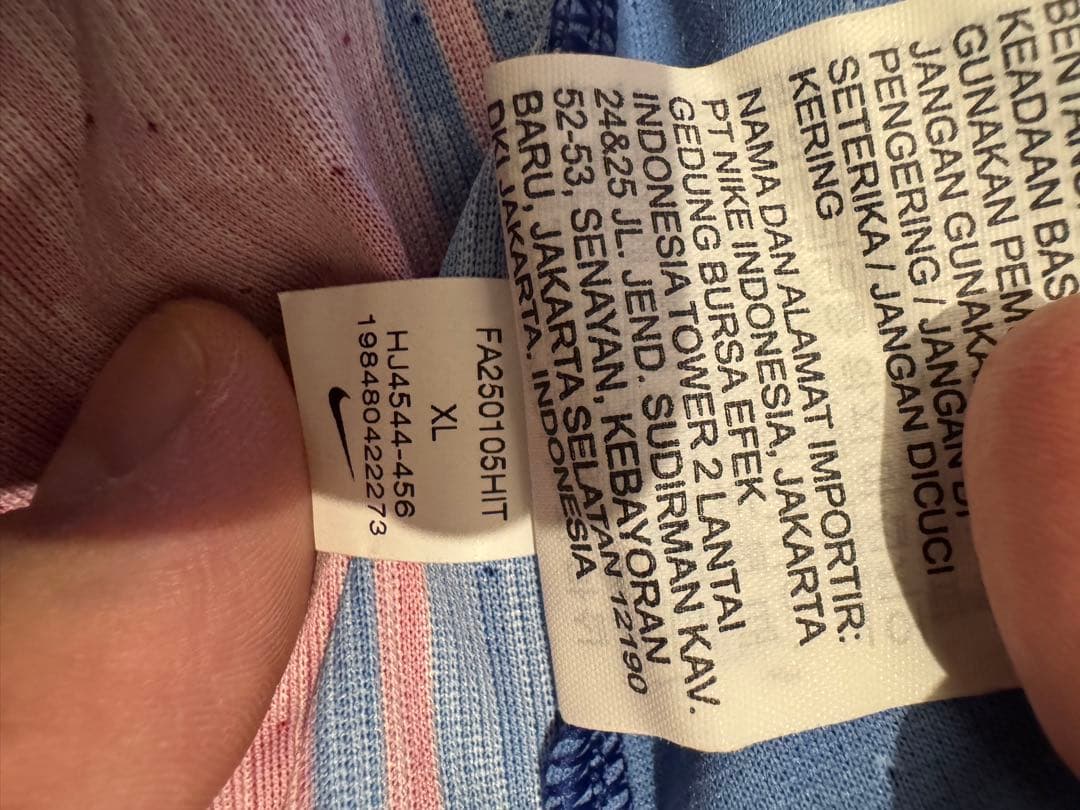 KEADAAN BAS
GUNAKAN PEM
JANGAN GUNAKA
PENGERING / JANGAN DI
SETERIKA / JANGAN DICUCI
KERING
NAMA DAN ALAMAT IMPORTIR:
PT NIKE INDONESIA, JAKARTA
GEDUNG BURSA EFEK
INDONESIA TOWER 2 LANTAI
24&25 JL. JEND. SUDIRMAN KAV.
52-53, SENAYAN, KEBAYORAN
BARU, JAKARTA SELATAN 12190
DKI JAKARTA, INDONESIA
FA250105HIT
XL
HJ4544-456
198480422273